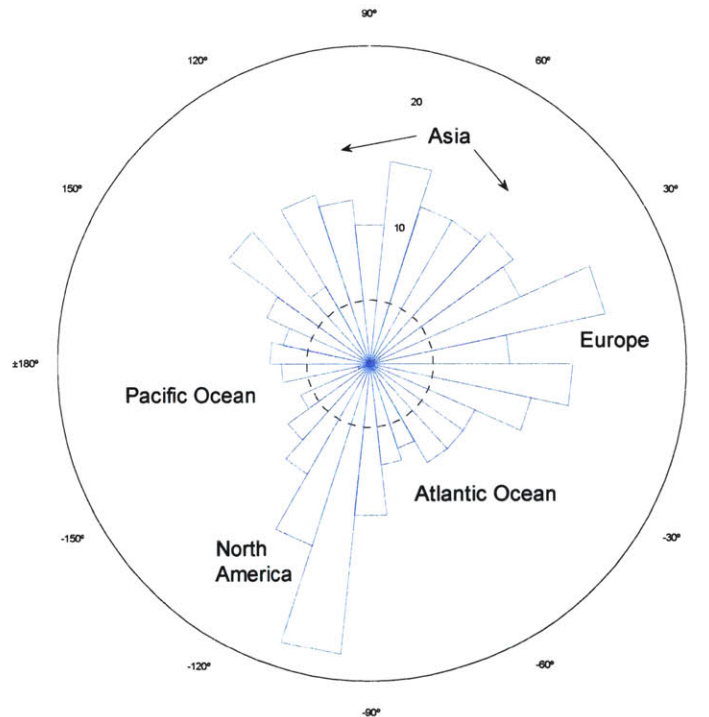 90°
120°
60°
20
Asia
150°
30°
10
Europe
±180°
Pacific Ocean
Atlantic Ocean
-150°
-30°
North
America
-120°
-60°
-90°